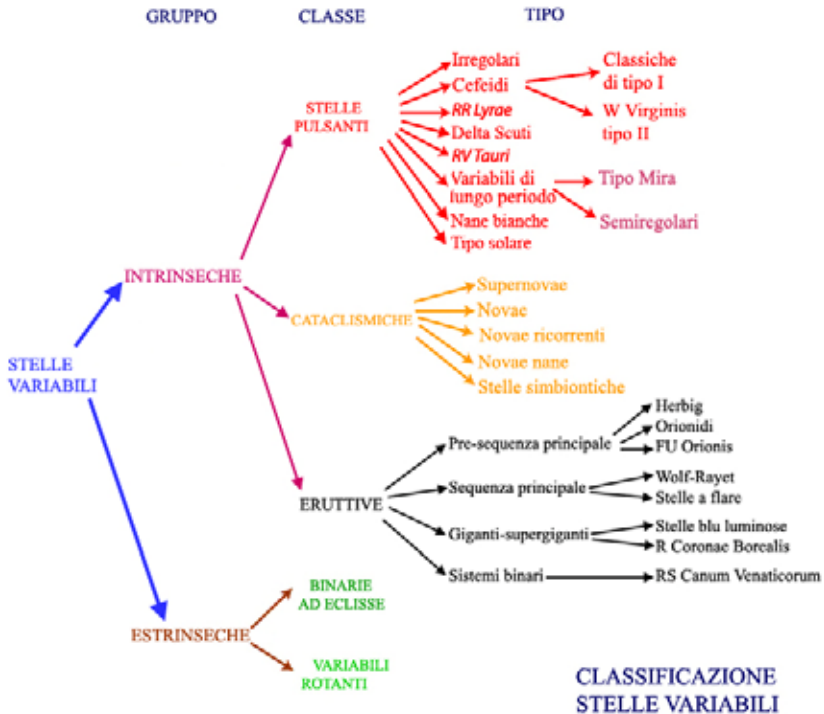 GRUPPO CLASSE TIPO
Irregolari
Cefeidi
Classiche
di tipo I
W Virginis
tipo II
STELLE
PULSANTI
RR Lyrae
Delta Scuti
RV Tauri
Variabili di
lungo periodo
Tipo Mira
Semiregolari
Nane bianche
Tipo solare
INTRINSECHE
CATACLISMICHE
Supernovae
Novae
Novae ricorrenti
Novae nane
Stelle simbiontiche
STELLE
VARIABILI
ERUTTIVE
Pre-sequenza principale
Herbig
Orionidi
FU Orionis
Sequenza principale
Wolf-Rayet
Stelle a flare
Giganti-supergiganti
Stelle blu luminose
R Coronae Borealis
Sistemi binari
RS Canum Venaticorum
ESTRINSECHE
BINARIE
AD ECLISSE
VARIABILI
ROTANTI
CLASSIFICAZIONE
STELLE VARIABILI